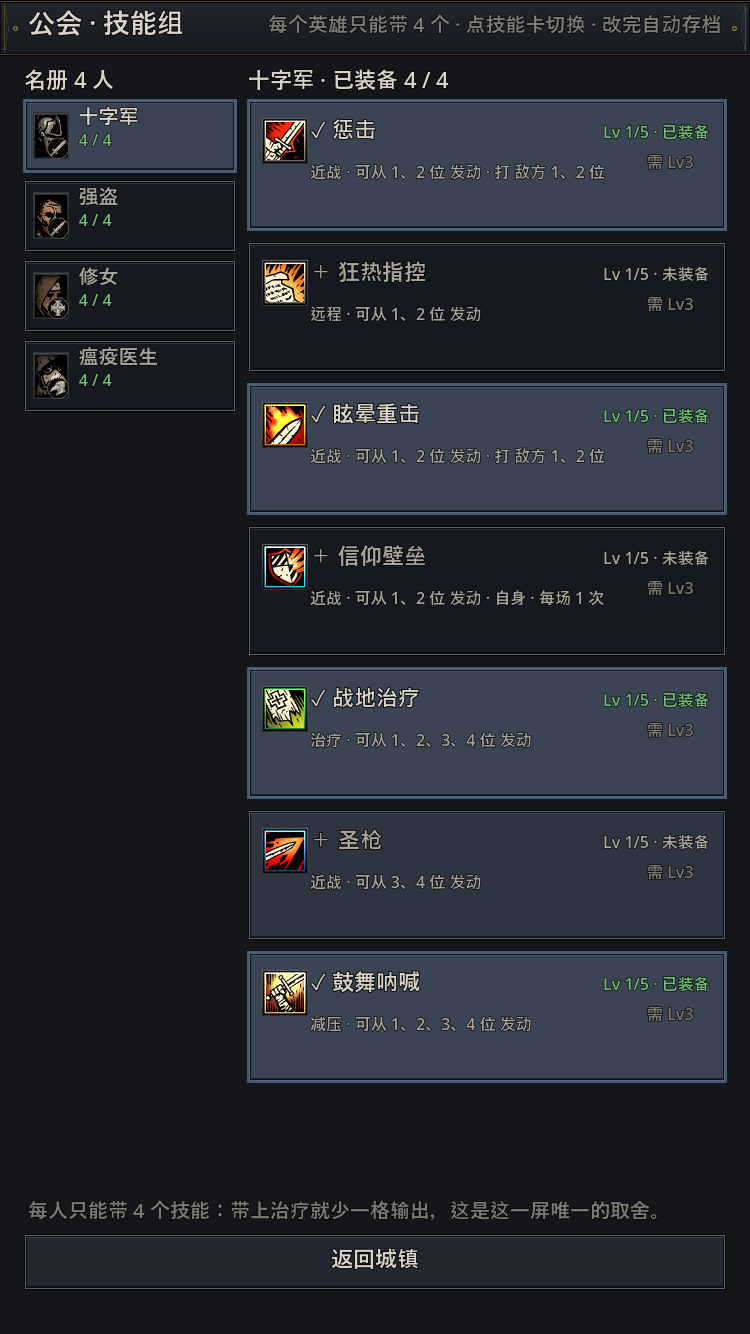 公会 · 技能组
每个英雄只能带 4 个 · 点技能卡切换 · 改完自动存档
名册 4 人
十字军
4 / 4
强盗
4 / 4
修女
4 / 4
瘟疫医生
4 / 4
十字军 · 已装备 4 / 4
✓ 惩击
Lv 1/5 · 已装备
近战 · 可从 1、2 位 发动 · 打 敌方 1、2 位
需 Lv3
+ 狂热指控
Lv 1/5 · 未装备
远程 · 可从 1、2 位 发动
需 Lv3
✓ 眩晕重击
Lv 1/5 · 已装备
近战 · 可从 1、2 位 发动 · 打 敌方 1、2 位
需 Lv3
+ 信仰壁垒
Lv 1/5 · 未装备
近战 · 可从 1、2 位 发动 · 自身 · 每场 1 次
需 Lv3
✓ 战地治疗
Lv 1/5 · 已装备
治疗 · 可从 1、2、3、4 位 发动
需 Lv3
+ 圣枪
Lv 1/5 · 未装备
近战 · 可从 3、4 位 发动
需 Lv3
✓ 鼓舞呐喊
Lv 1/5 · 已装备
减压 · 可从 1、2、3、4 位 发动
需 Lv3
每人只能带 4 个技能：带上治疗就少一格输出，这是这一屏唯一的取舍。
返回城镇